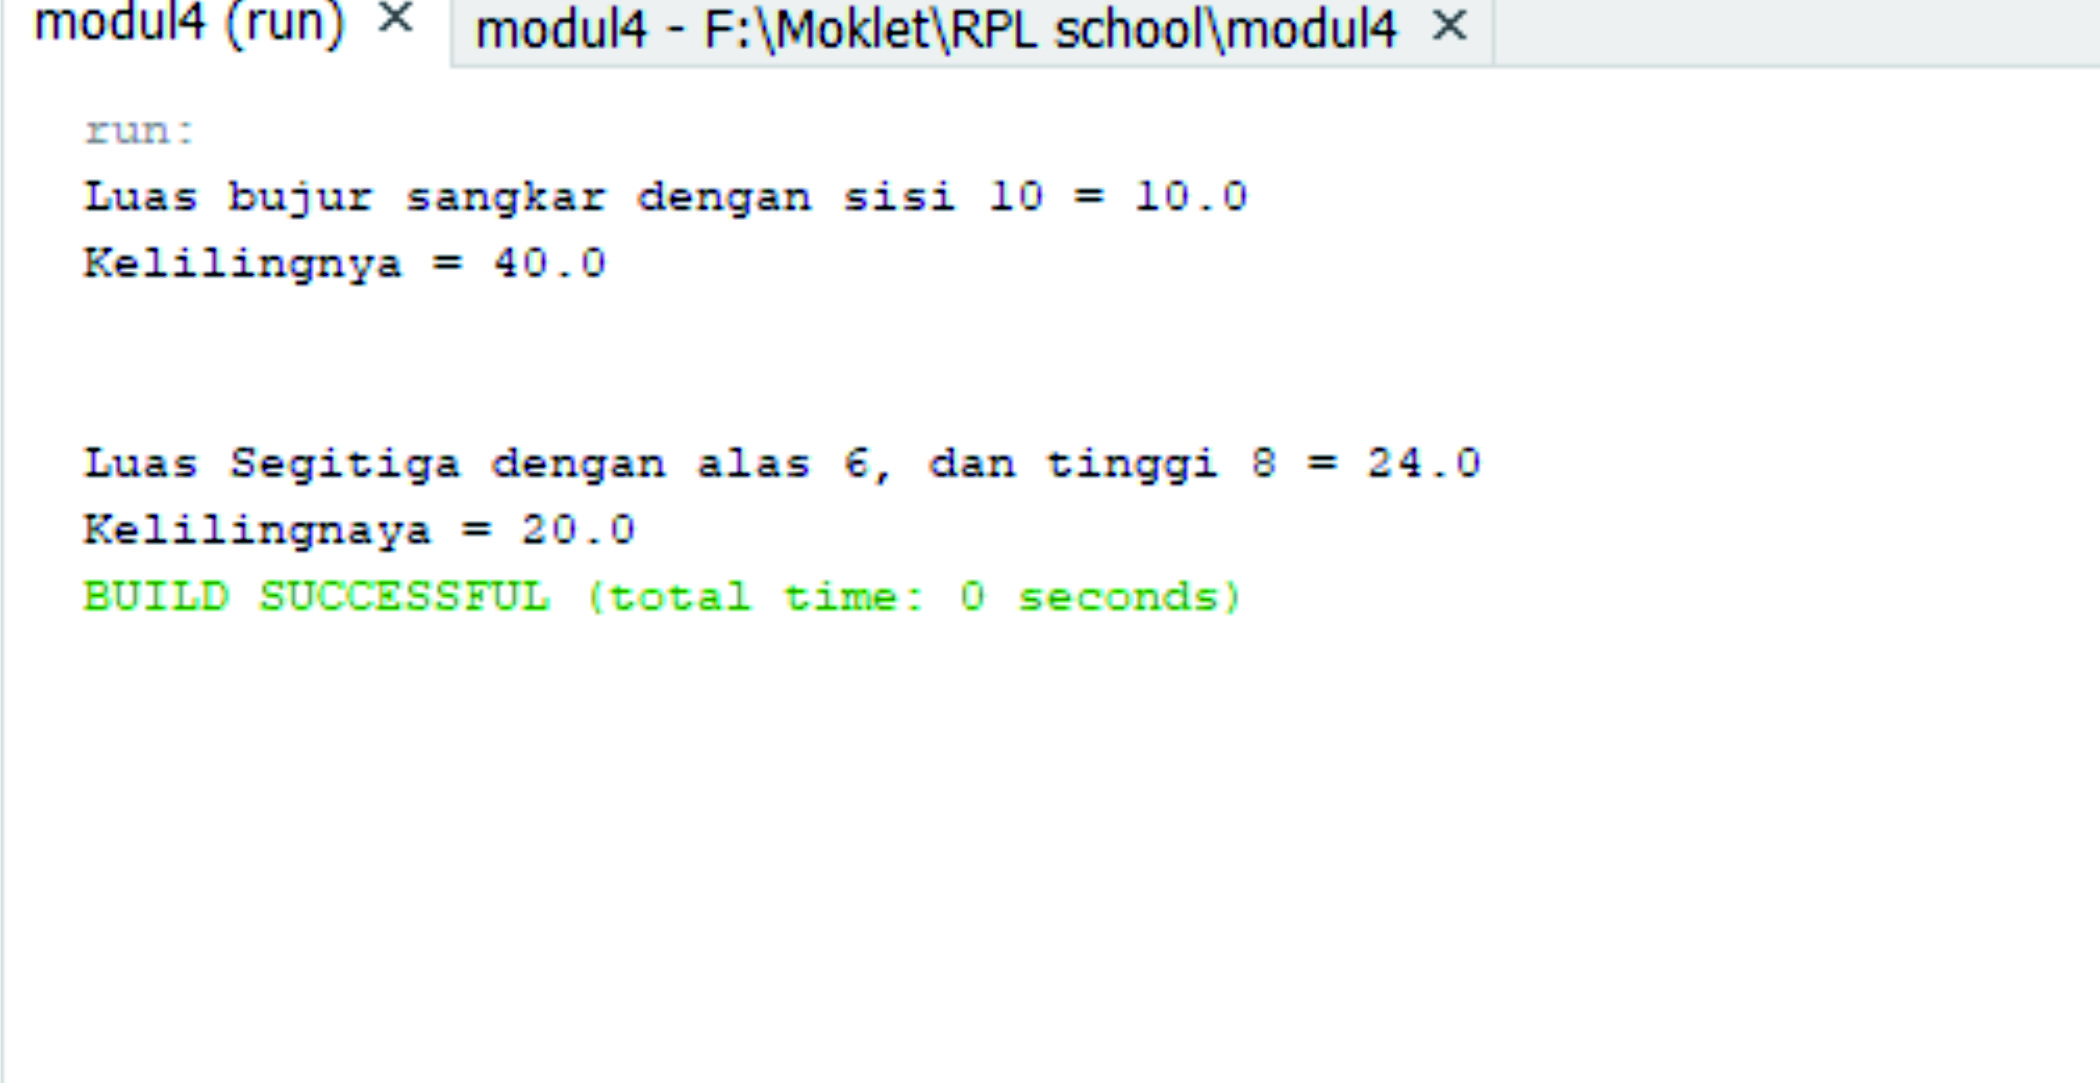 modul4 (run) × modul4 - F:\Moklet\RPL school\modul4 ×
run:
Luas bujur sangkar dengan sisi 10 = 10.0
Kelilingnya = 40.0
Luas Segitiga dengan alas 6, dan tinggi 8 = 24.0
Kelilingnaya = 20.0
BUILD SUCCESSFUL (total time: 0 seconds)